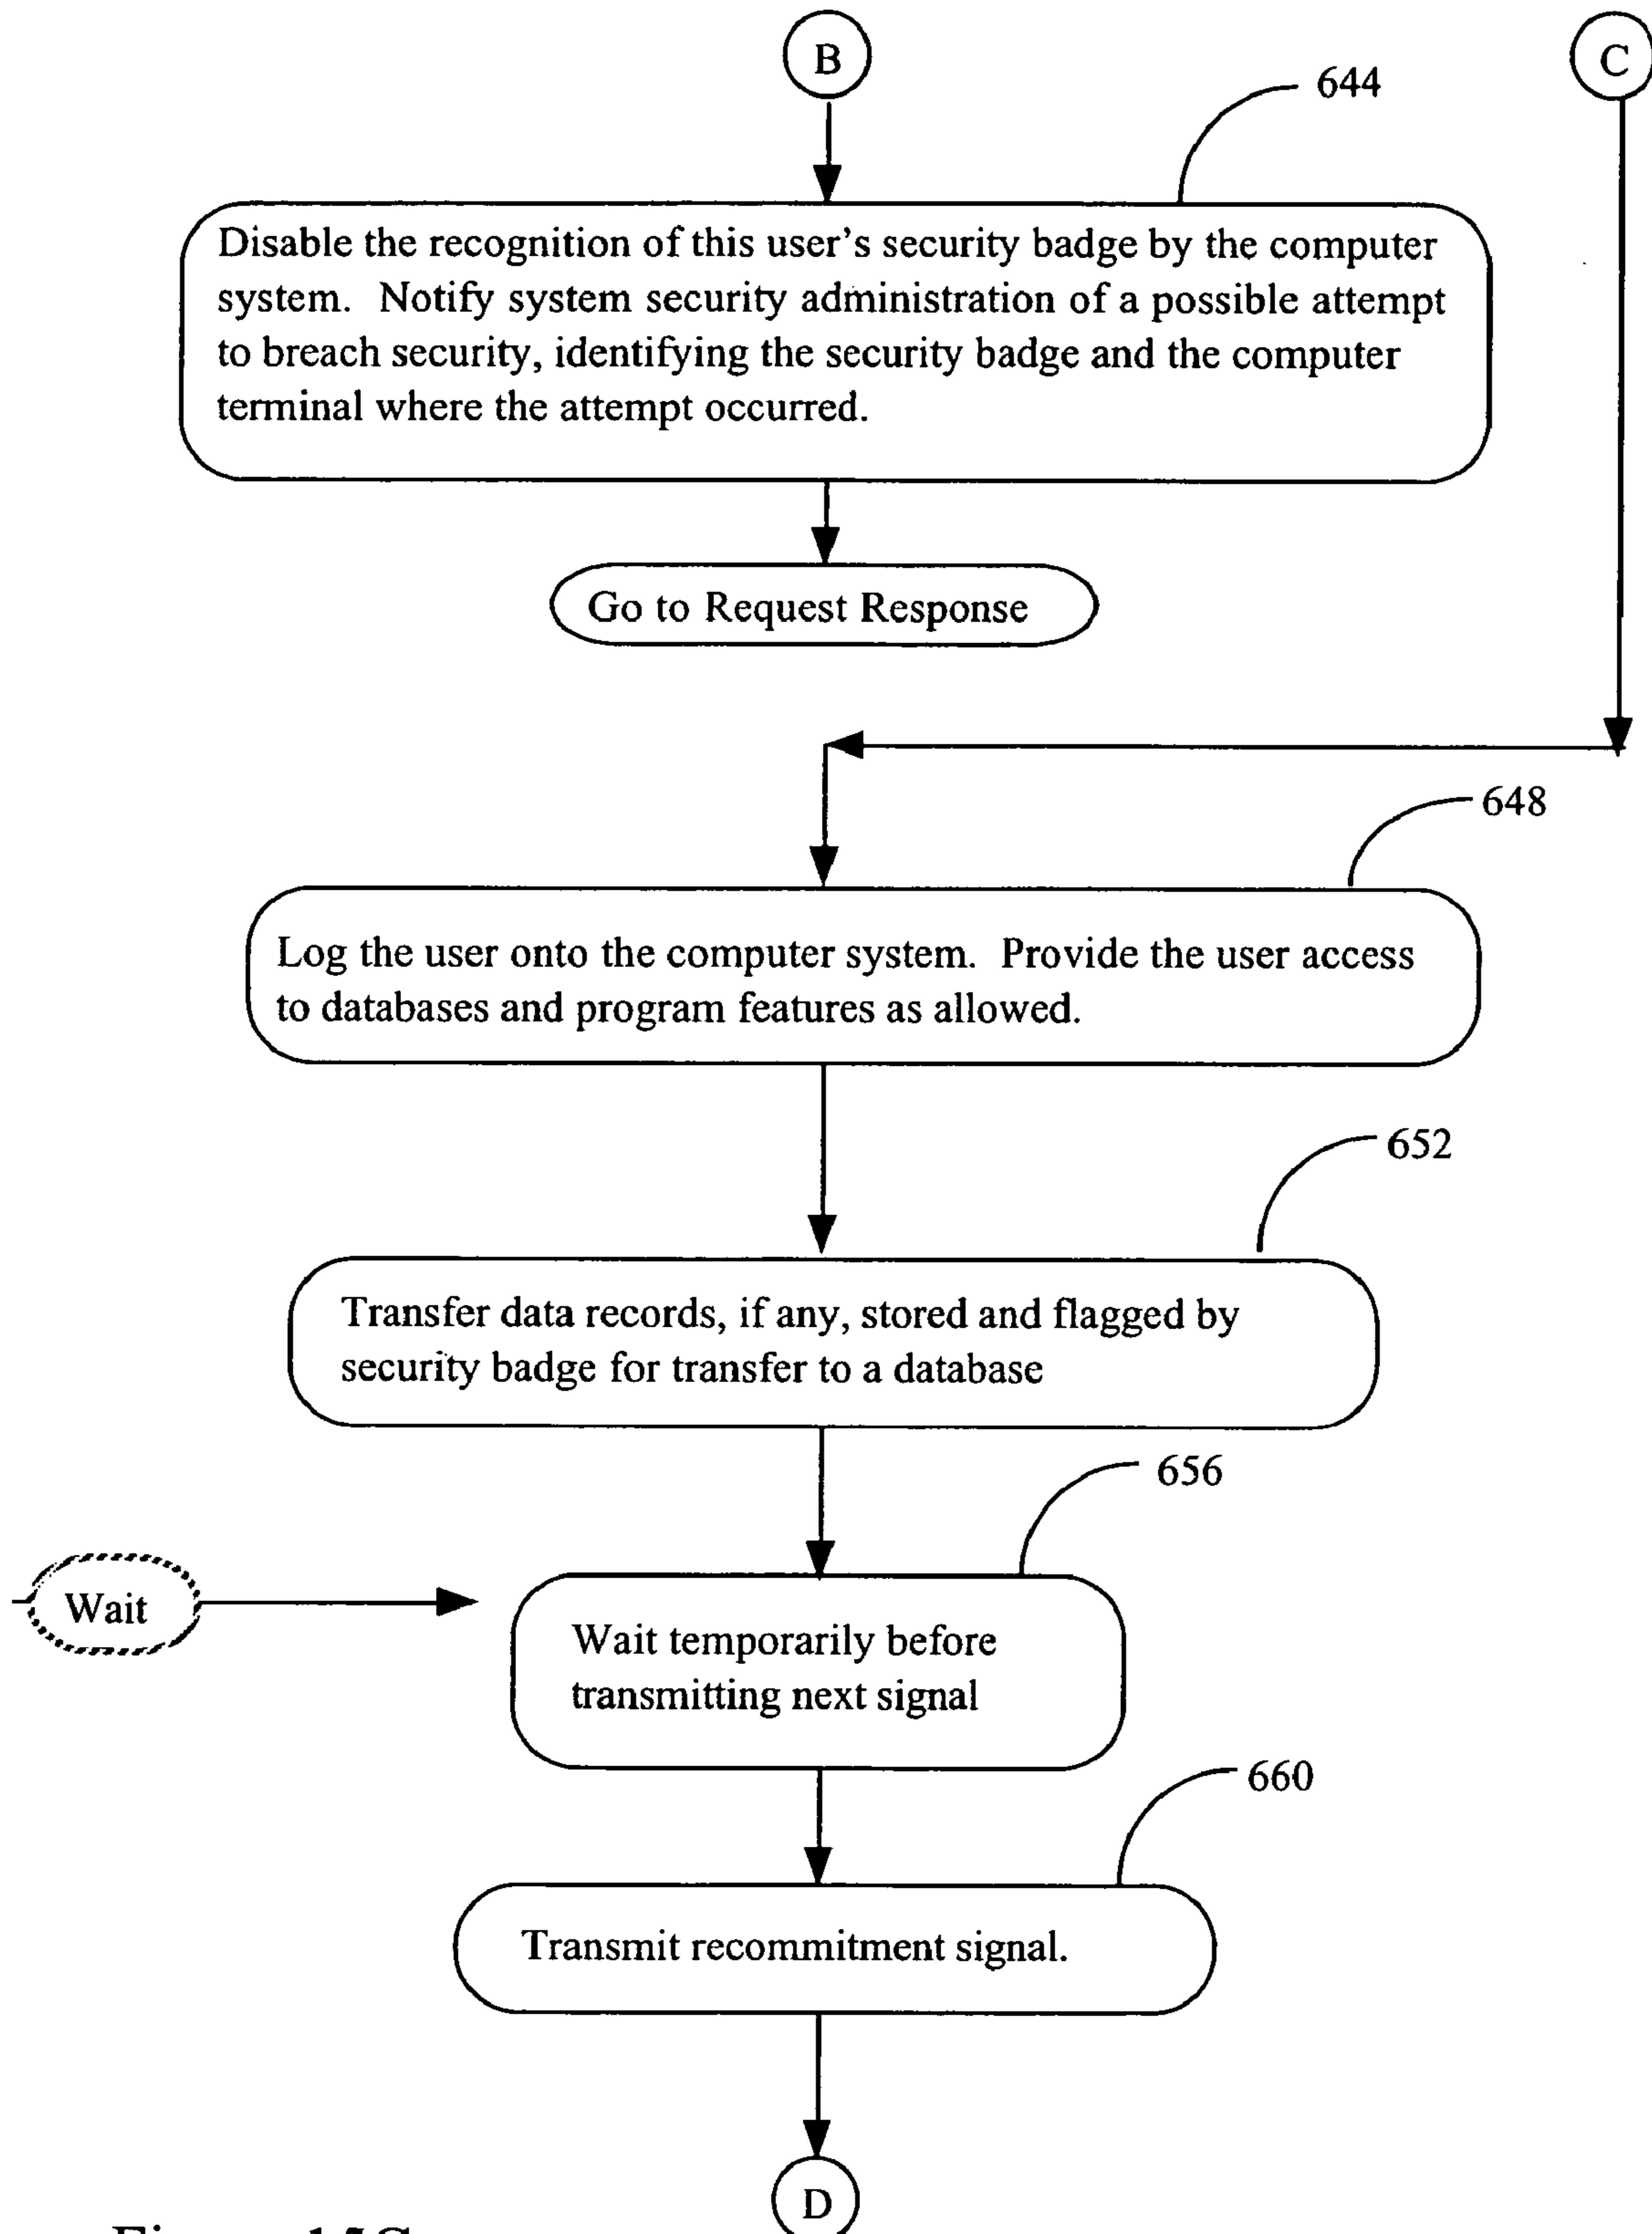 B
C
644
Disable the recognition of this user's security badge by the computer
system. Notify system security administration of a possible attempt
to breach security, identifying the security badge and the computer
terminal where the attempt occurred.
Go to Request Response
648
Log the user onto the computer system. Provide the user access
to databases and program features as allowed.
652
Transfer data records, if any, stored and flagged by
security badge for transfer to a database
656
Wait
Wait temporarily before
transmitting next signal
660
Transmit recommitment signal.
D